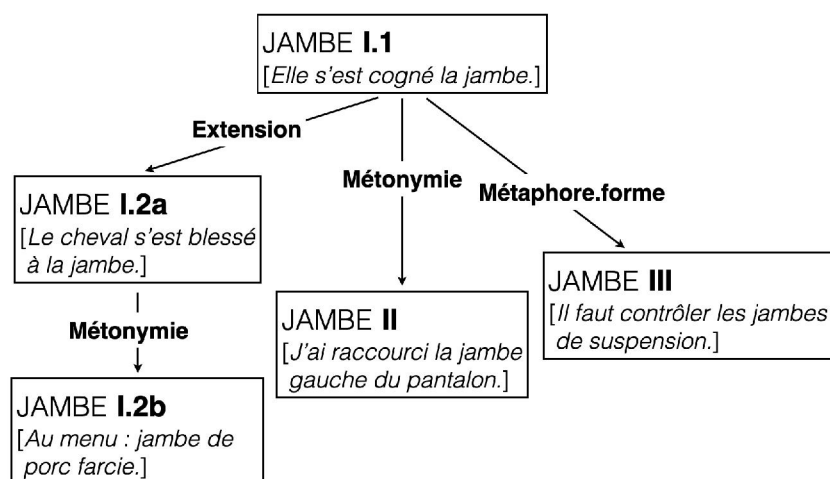 JAMBE I.1
[Elle s'est cogné la jambe.]
Extension
Métonymie
Métaphore.forme
JAMBE I.2a
[Le cheval s'est blessé
à la jambe.]
JAMBE II
[J'ai raccourci la jambe
gauche du pantalon.]
JAMBE III
[Il faut contrôler les jambes
de suspension.]
Métonymie
JAMBE I.2b
[Au menu : jambe de
porc farcie.]